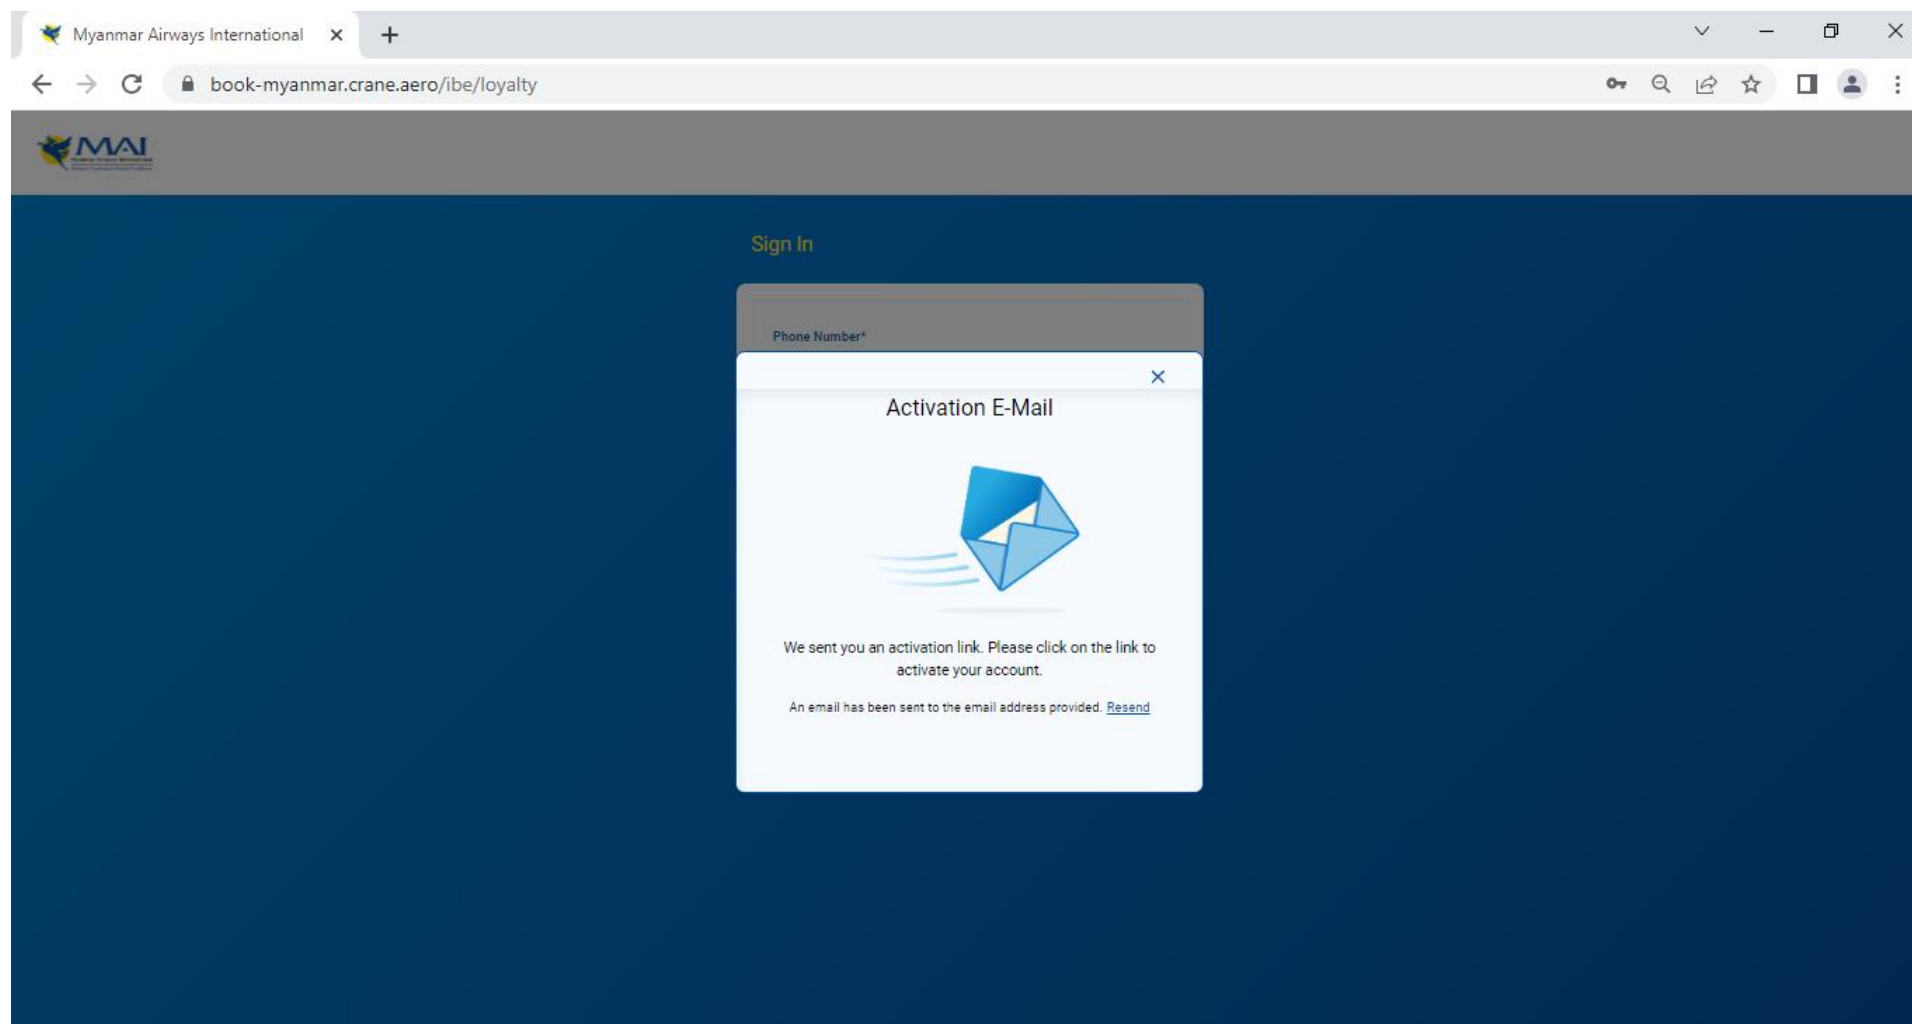 Myanmar Airways International
book-myanmar.crane.aero/ibe/loyalty
MAI
Sign In
Phone Number*
Activation E-Mail
We sent you an activation link. Please click on the link to
activate your account.
An email has been sent to the email address provided. Resend